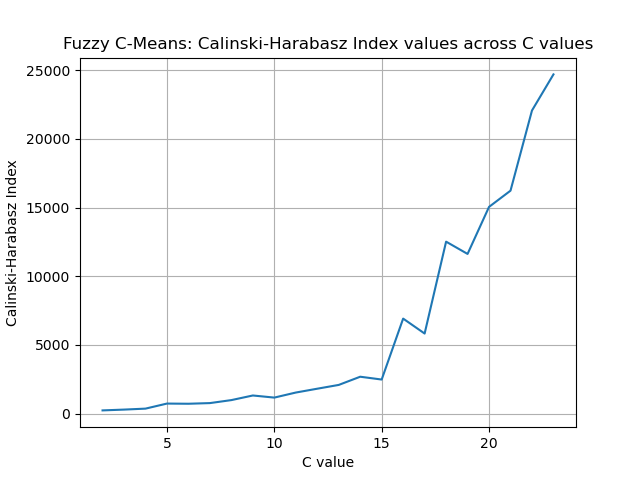 Fuzzy C-Means: Calinski-Harabasz Index values across C values
25000
20000
15000
10000
5000
0
Calinski-Harabasz Index
5 10 15 20
C value